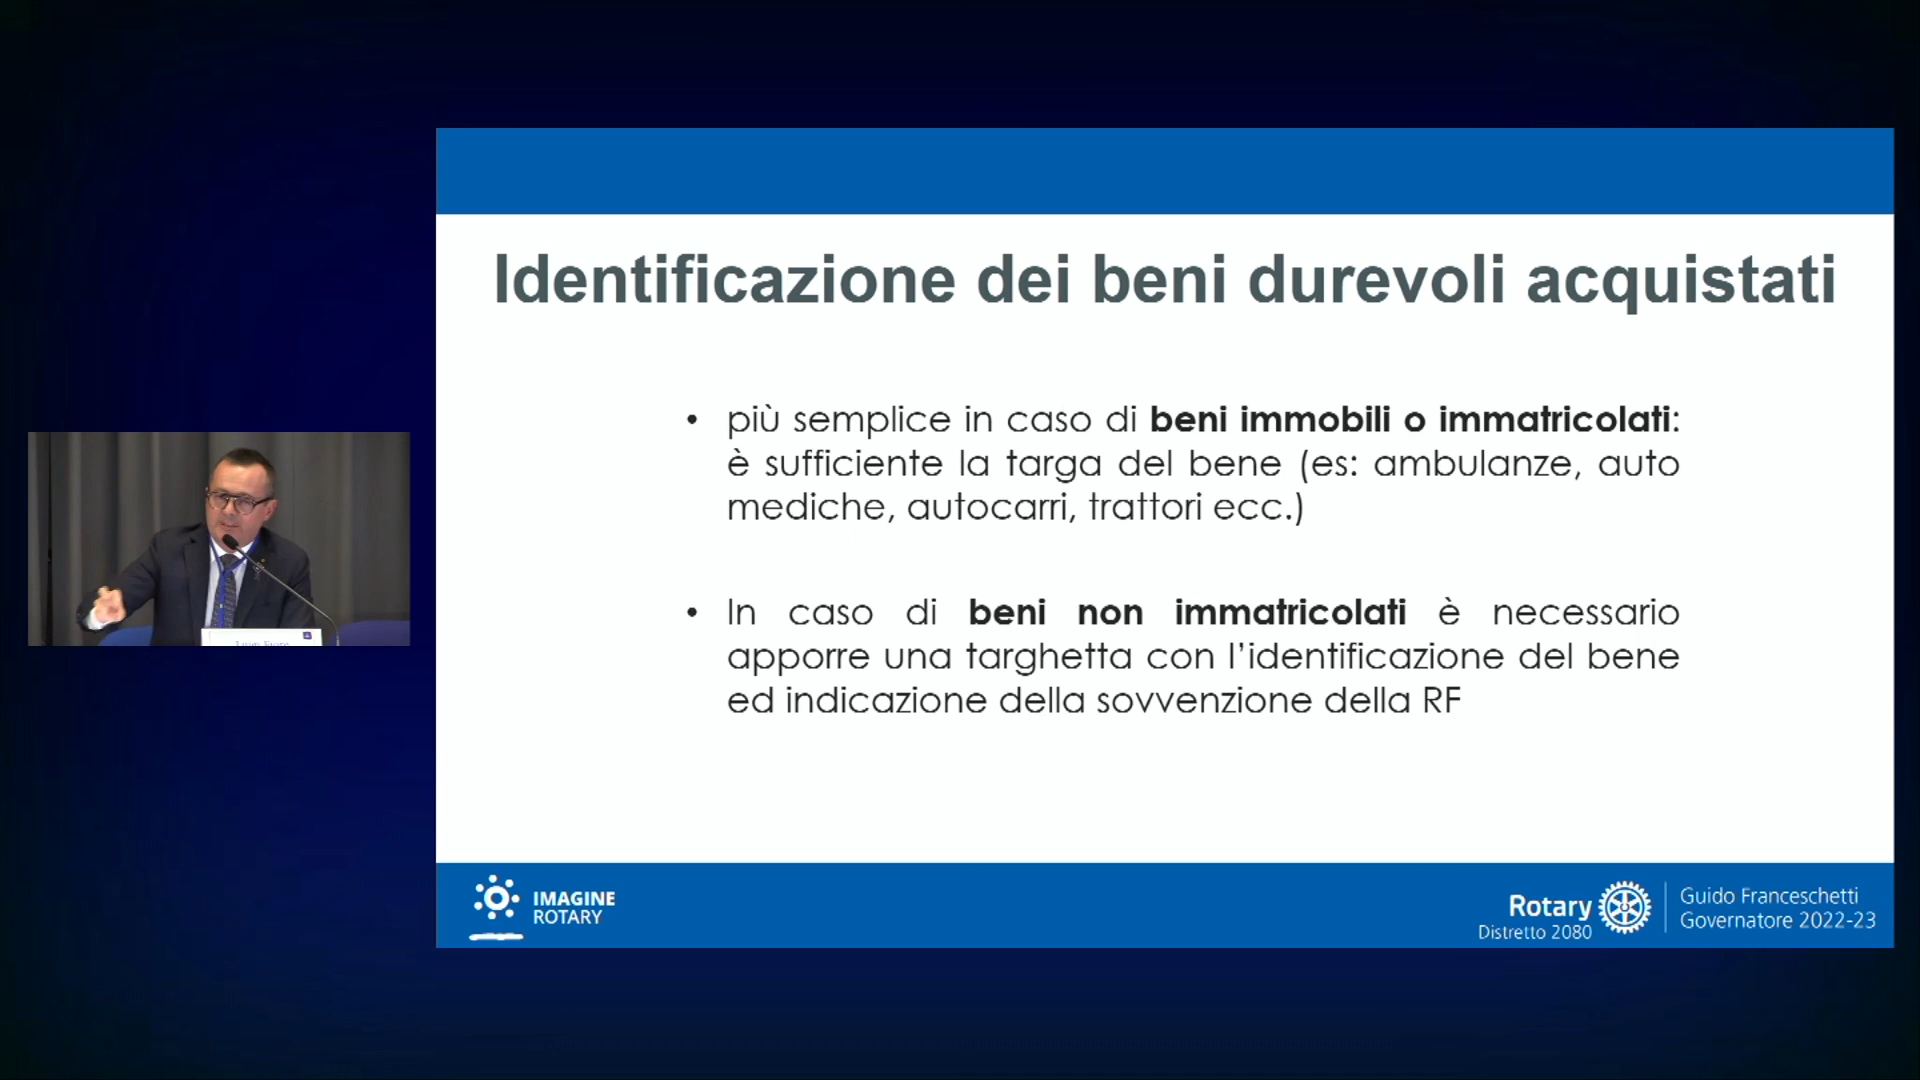 Identificazione dei beni durevoli acquistati
• più semplice in caso di beni immobili o immatricolati:
è sufficiente la targa del bene (es: ambulanze, auto
mediche, autocarri, trattori ecc.)
• In caso di beni non immatricolati è necessario
apporre una targhetta con l’identificazione del bene
ed indicazione della sovvenzione della RF
IMAGINE
ROTARY
Rotary
Distretto 2080
Guido Franceschetti
Governatore 2022-23